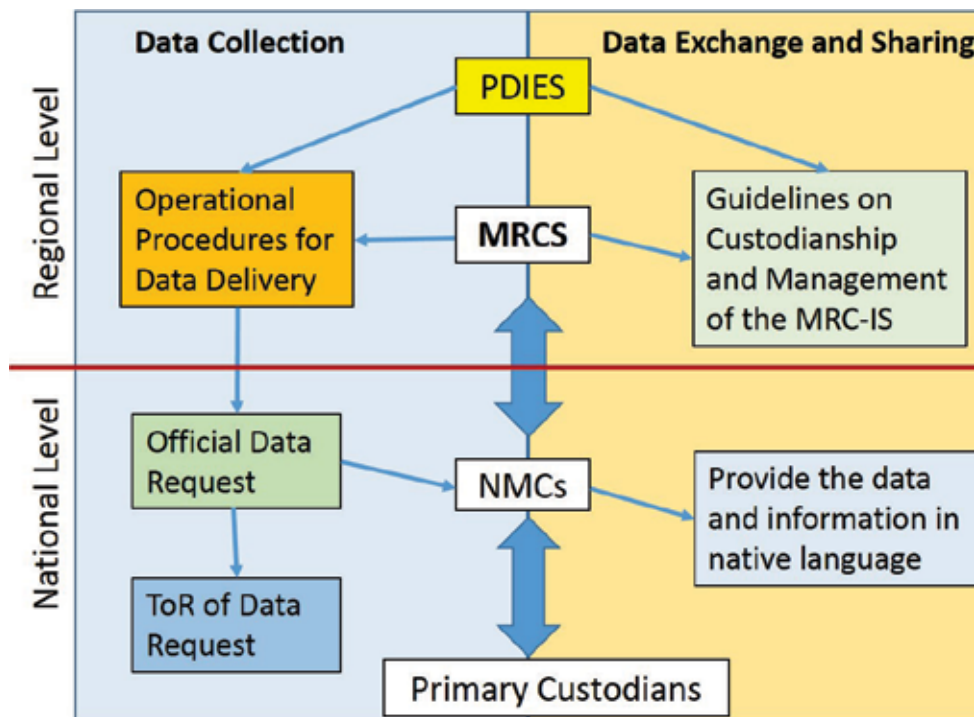 Data Collection
Data Exchange and Sharing
Regional Level
PDIES
Operational
Procedures for
Data Delivery
MRCS
Guidelines on
Custodianship
and Management
of the MRC-IS
National Level
Official Data
Request
NMCs
Provide the data
and information in
native language
ToR of Data
Request
Primary Custodians